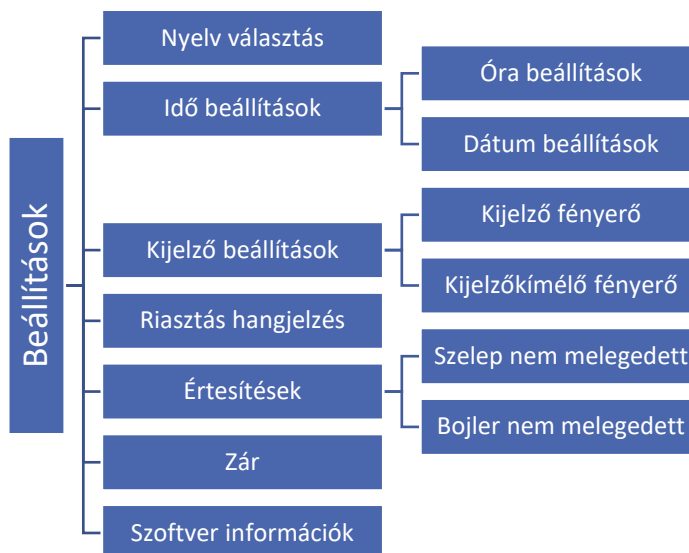 Beállítások
Nyelv választás
Idő beállítások
Óra beállítások
Dátum beállítások
Kijelző beállítások
Kijelző fényerő
Kijelzőkímélő fényerő
Riasztás hangjelzés
Értesítések
Szelep nem melegedett
Bojler nem melegedett
Zár
Szoftver információk